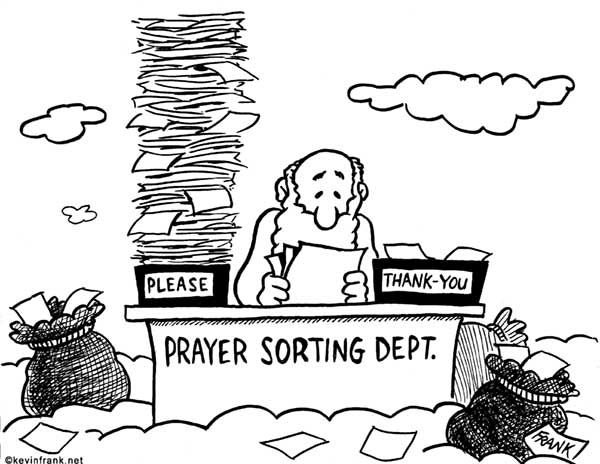 PLEASE
THANK-YOU
PRAYER SORTING DEPT.
FRANK
©kevinfrank.net